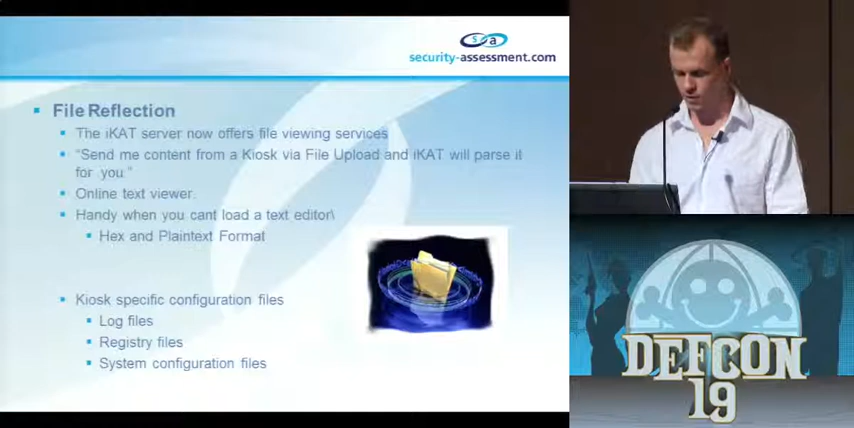 sa
security-assessment.com
File Reflection
The iKAT server now offers file viewing services
"Send me content from a Kiosk via File Upload and iKAT will parse it
for you."
Online text viewer.
Handy when you cant load a text editor\
Hex and Plaintext Format
Kiosk specific configuration files
Log files
Registry files
System configuration files
DEFCON
19